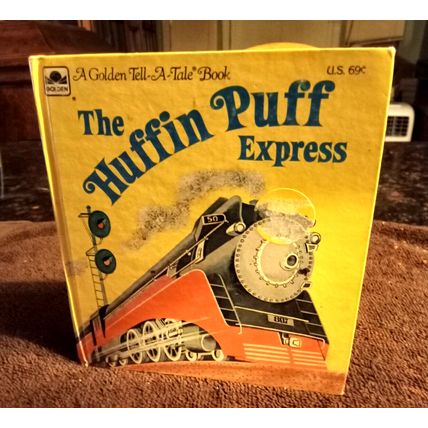 GOLDEN
A Golden Tell-A-Tale® Book
U.S. 69¢
The
Huffin Puff
Express
50